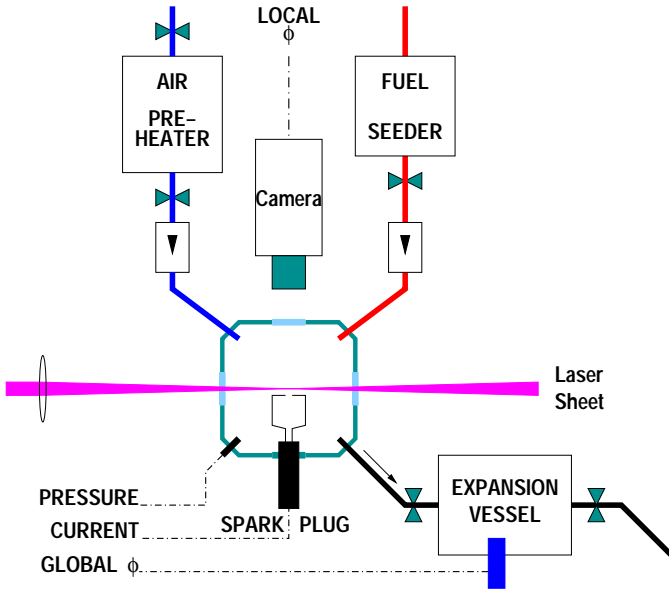 LOCAL
ϕ
AIR
PRE–
HEATER
FUEL
SEEDER
Camera
Laser
Sheet
PRESSURE
CURRENT
SPARK PLUG
EXPANSION
VESSEL
GLOBAL ϕ